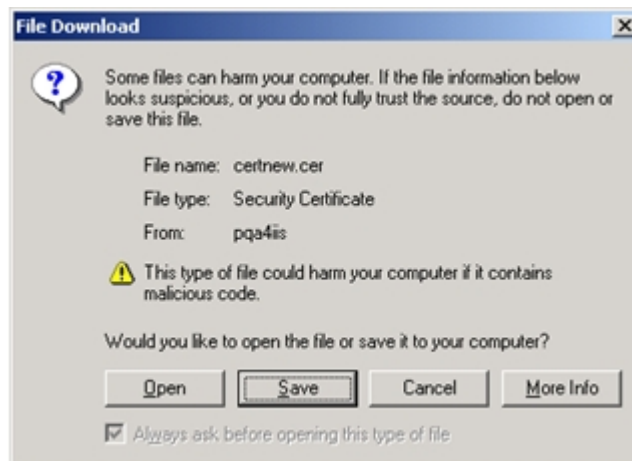 File Download
Some files can harm your computer. If the file information below
looks suspicious, or you do not fully trust the source, do not open or
save this file.
File name: certnew.cer
File type: Security Certificate
From: pqa4iis
This type of file could harm your computer if it contains
malicious code.
Would you like to open the file or save it to your computer?
Open Save Cancel More Info
Always ask before opening this type of file